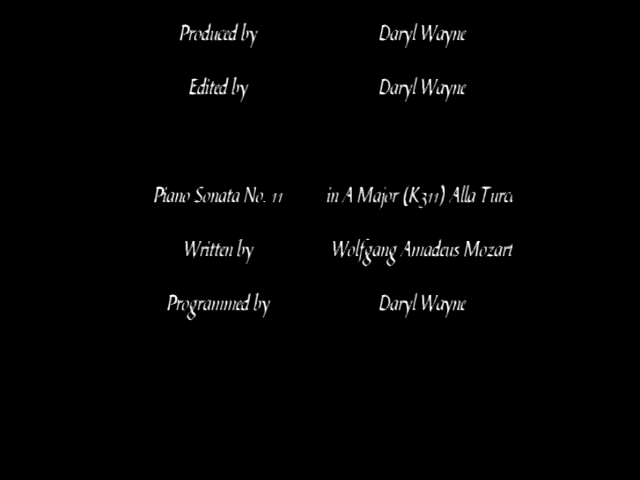 Produced by Daryl Wayne
Edited by Daryl Wayne
Piano Sonata No. 11 in A Major (K311) Alla Turc
Written by Wolfgang Amadeus Mozart
Programmed by Daryl Wayne